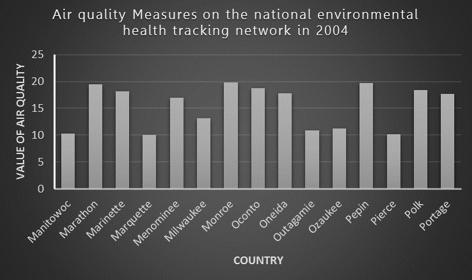 Air quality Measures on the national environmental
health tracking network in 2004
VALUE OF AIR QUALITY
25
20
15
10
5
0
Manitowoc
Marathon
Marinette
Marquette
Menominee
Milwaukee
Monroe
Oconto
Oneida
Outagamie
Ozaukee
Pepin
Pierce
Polk
Portage
COUNTRY